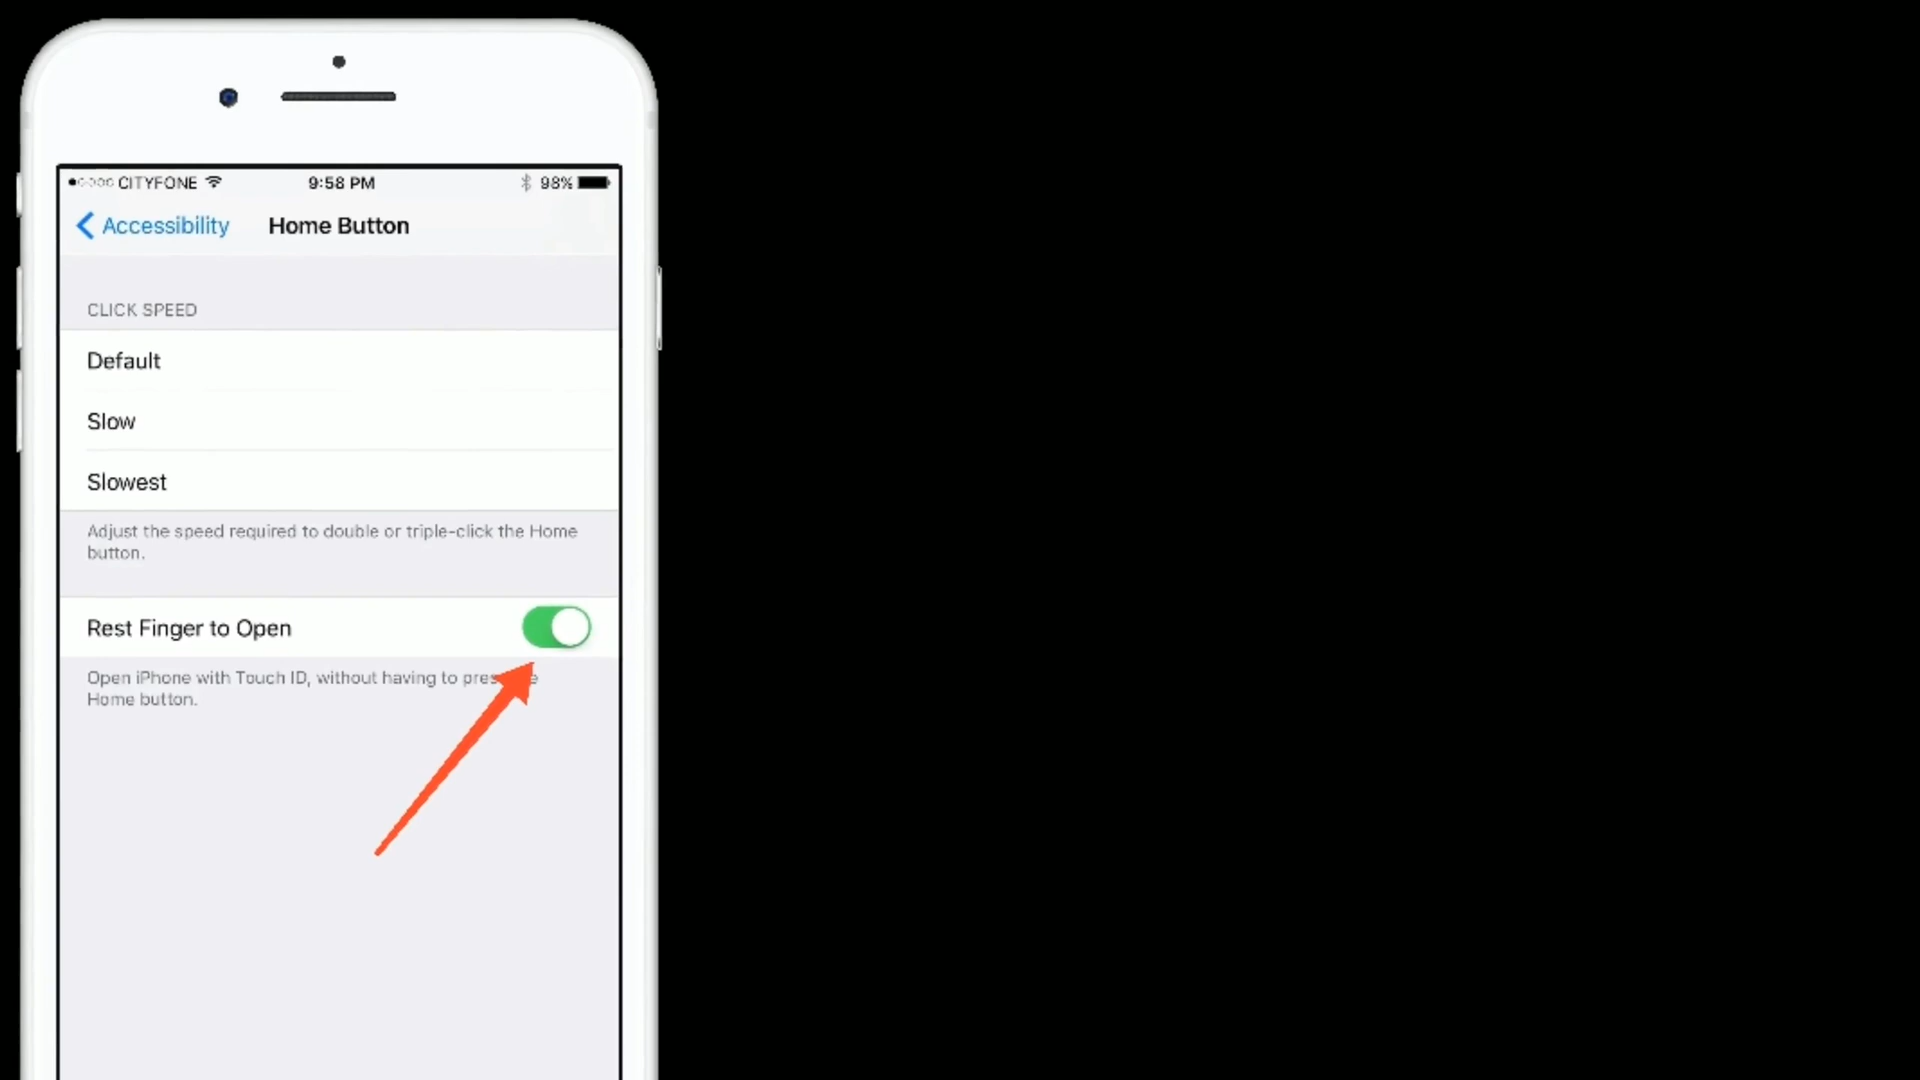 CITYFONE 9:58 PM 98%
Accessibility Home Button
CLICK SPEED
Default
Slow
Slowest
Adjust the speed required to double or triple-click the Home
button.
Rest Finger to Open
Open iPhone with Touch ID, without having to
Home button.